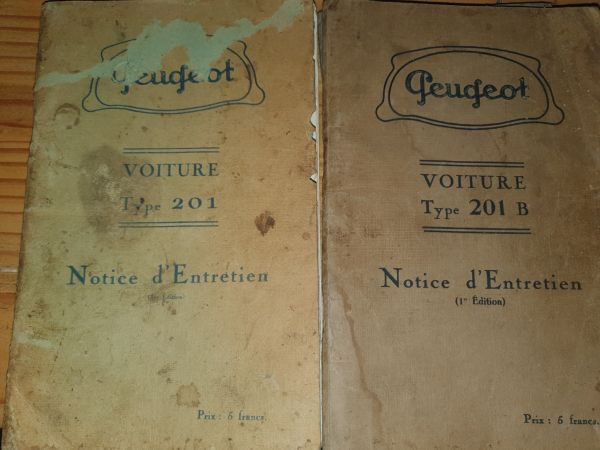 Peugeot
VOITURE
Type 201
Notice d'Entretien
Édition)
Prix : 6 francs.
Peugeot
VOITURE
Type 201 B
Notice d'Entretien
(1re Édition)
Prix : 6 francs.